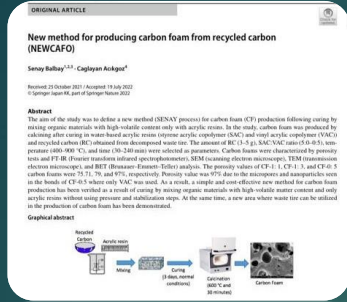 ORIGINAL ARTICLE
New method for producing carbon foam from recycled carbon
(NEWCAFO)
Senay Balbay · Caglayan Acıkgoz
Received: 25 October 2021 / Accepted: 19 July 2022
© Springer Japan KK, part of Springer Nature 2022
Abstract
The aim of the study was to define a new method (SENAY process) for carbon foam (CF) production following curing by
mixing organic materials with high-volatile content only with acrylic resins. In the study, carbon foam was produced by
calcining after curing in water-based acrylic resins (styrene acrylic copolymer (SAC) and vinyl acrylic copolymer (VAC))
and recycled carbon (RC) obtained from decomposed waste tire. The amount of RC (3–5 g), SAC:VAC ratio (5:0–0:5), tem-
perature (400–900 °C), and time (30–240 min) were selected as parameters. Carbon foams were characterized by porosity
tests and FT-IR (Fourier transform infrared spectrophotometer), SEM (scanning electron microscope), TEM (transmission
electron microscope), and BET (Brunauer–Emmett–Teller) analysis. The porosity values of CF-1: 1, CF-1: 3, and CF-0: 5
carbon foams were 75.71, 79, and 97%, respectively. Porosity value was 97% due to the micropores and nanoparticles seen
in the bonds of CF-0:5 where only VAC was used. As a result, a simple and cost-effective new method for carbon foam
production has been verified as a result of curing by mixing organic materials with high-volatile matter content and only
acrylic resins without using pressure and stabilization steps. At the same time, a new area where waste tire can be utilized
in the production of carbon foam has been demonstrated.
Graphical abstract
Recycled
Carbon
Acrylic resin
Mixing
Curing
(3 days, normal
conditions)
Calcination
(600 °C and
30 minutes)
Carbon Foam